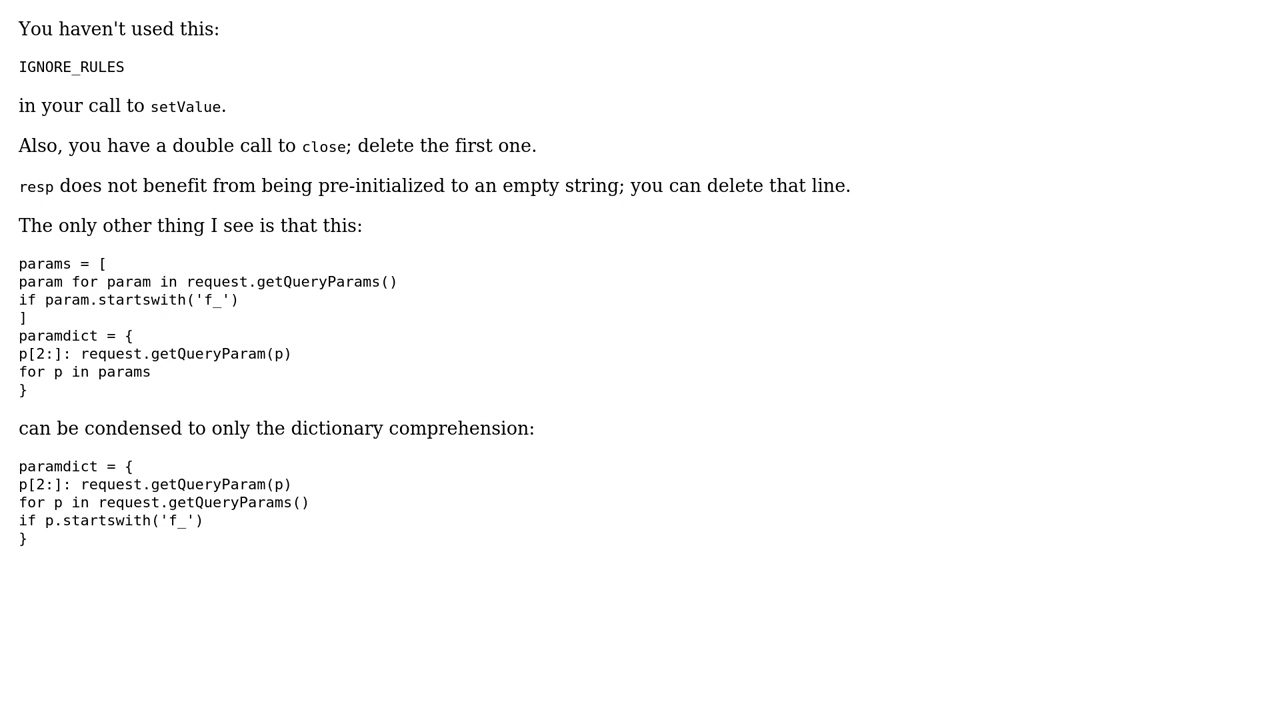 You haven't used this:
IGNORE_RULES
in your call to setValue.
Also, you have a double call to close; delete the first one.
resp does not benefit from being pre-initialized to an empty string; you can delete that line.
The only other thing I see is that this:
params = [
param for param in request.getQueryParams()
if param.startswith('f_')
]
paramdict = {
p[2:]: request.getQueryParam(p)
for p in params
}
can be condensed to only the dictionary comprehension:
paramdict = {
p[2:]: request.getQueryParam(p)
for p in request.getQueryParams()
if p.startswith('f_')
}